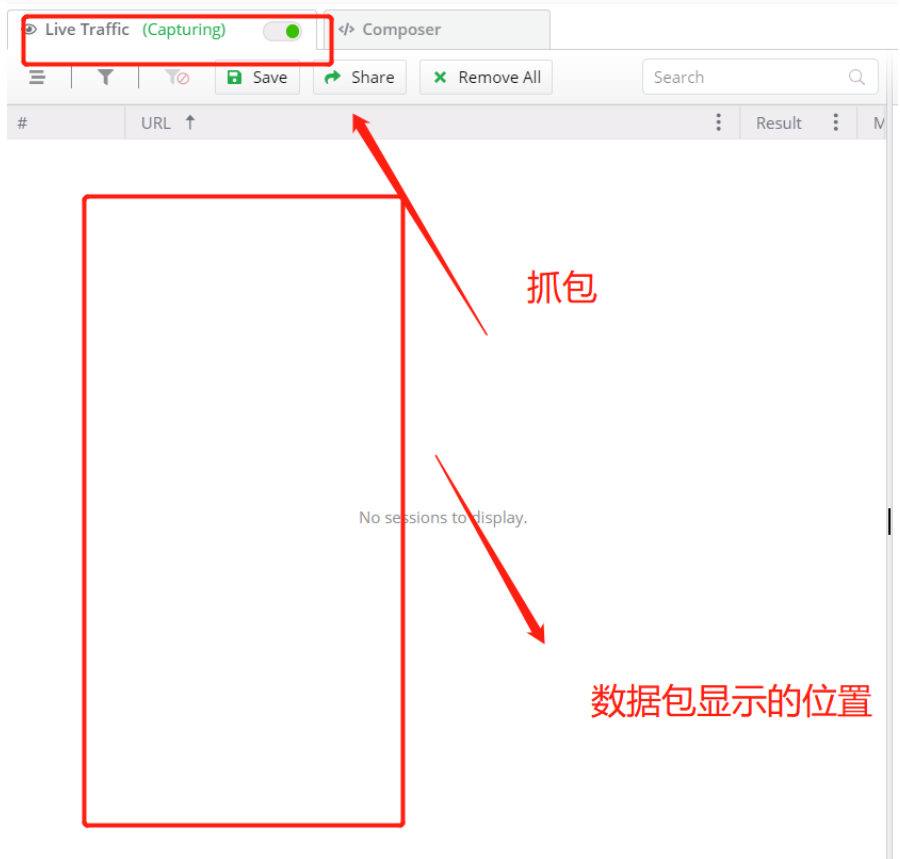 Live Traffic (Capturing) </> Composer
Save Share Remove All Search
# URL Result M
抓包
No sessions to display.
数据包显示的位置